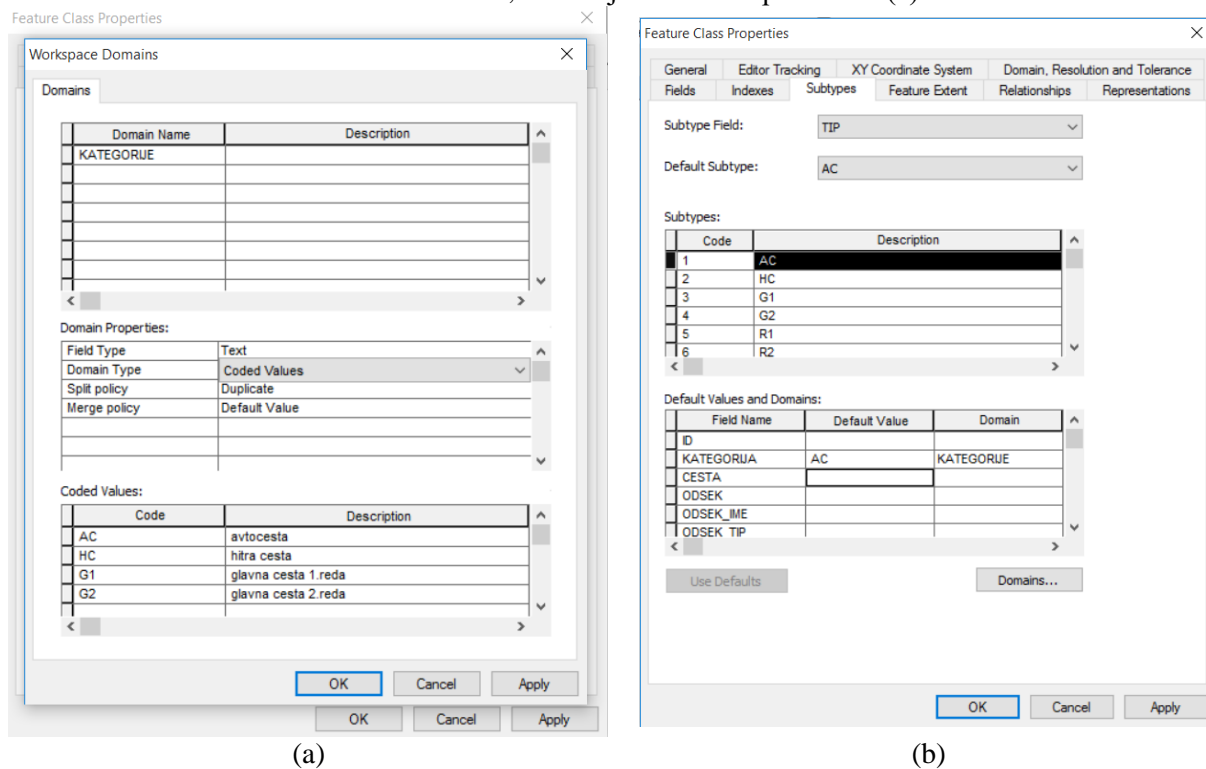 Feature Class Properties
Workspace Domains
Domains
Domain Name Description
KATEGORIJE
Domain Properties:
Field Type Text
Domain Type Coded Values
Split policy Duplicate
Merge policy Default Value
Coded Values:
Code Description
AC avtocesta
HC hitra cesta
G1 glavna cesta 1.reda
G2 glavna cesta 2.reda
OK Cancel Apply
OK Cancel Apply
(a)
Feature Class Properties
General Editor Tracking XY Coordinate System Domain, Resolution and Tolerance
Fields Indexes Subtypes Feature Extent Relationships Representations
Subtype Field: TIP
Default Subtype: AC
Subtypes:
Code Description
1 AC
2 HC
3 G1
4 G2
5 R1
6 R2
Default Values and Domains:
Field Name Default Value Domain
ID
KATEGORIJA AC KATEGORIJE
CESTA
ODSEK
ODSEK_IME
ODSEK_TIP
Use Defaults Domains...
OK Cancel Apply
(b)